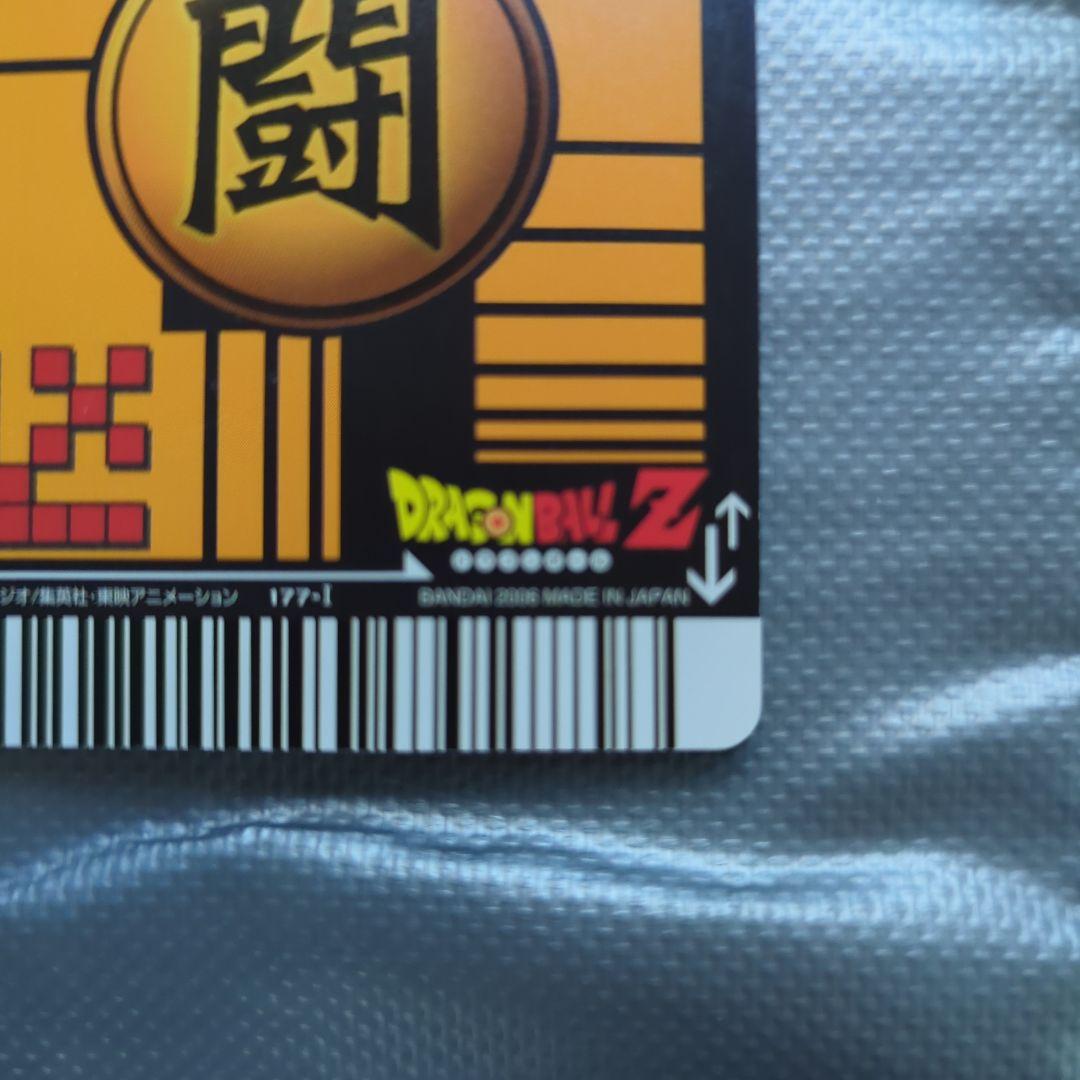 闘
DRAGON BALL Z
ジオ/集英社・東映アニメーション 177-I
BANDAI 2006 MADE IN JAPAN